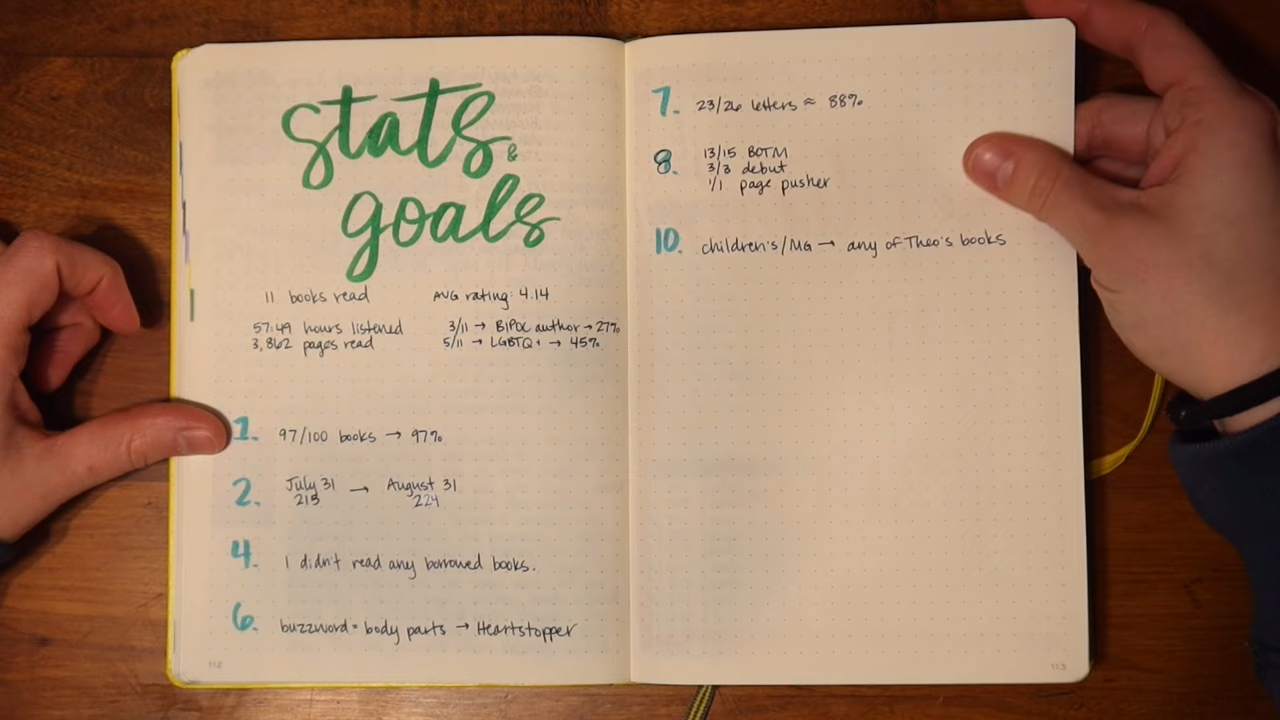 stats &
goals
11 books read
AVG rating: 4.14
57:49 hours listened
3,862 pages read
3/11 → BIPOC author → 27%
5/11 → LGBTQ+ → 45%
1. 97/100 books → 97%
2. July 31 → August 31
215 224
4. I didn't read any borrowed books.
6. buzzword = body parts → Heartstopper
112
7. 23/26 letters ≈ 88%
8. 13/15 BOTM
3/3 debut
1/1 page pusher
10. children's/MG → any of Theo's books
113